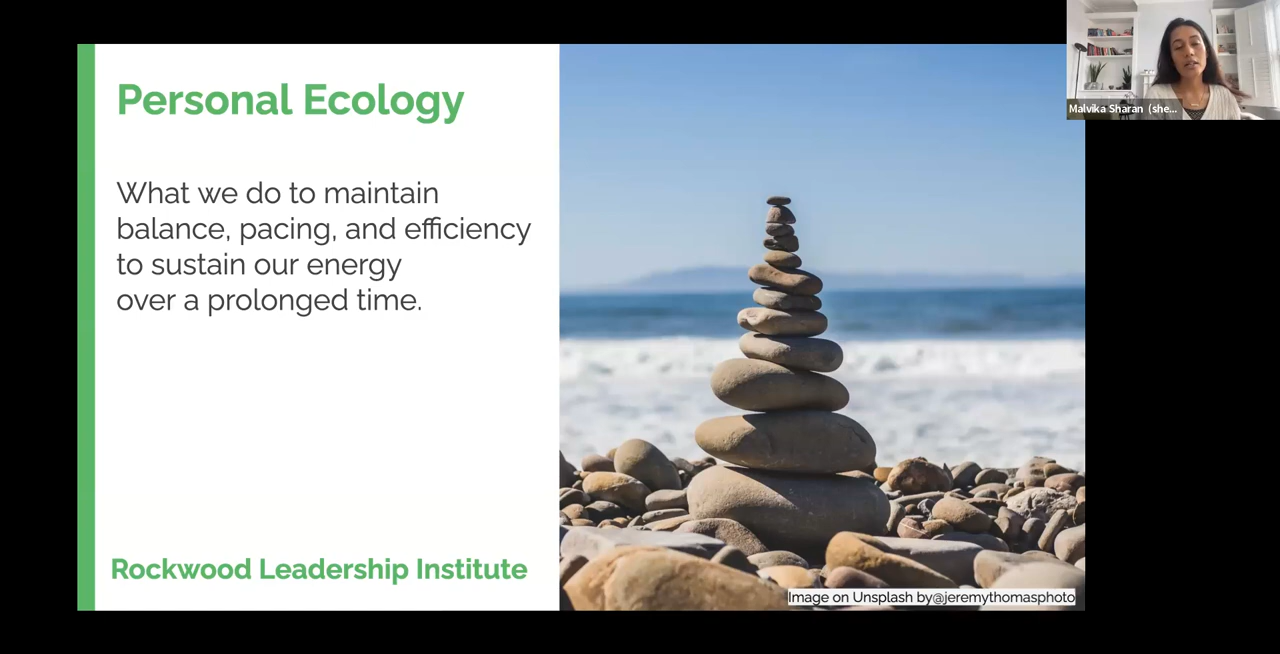 Personal Ecology
What we do to maintain
balance, pacing, and efficiency
to sustain our energy
over a prolonged time.
Rockwood Leadership Institute
Image on Unsplash by@jeremythomasphoto
Malvika Sharan (she...